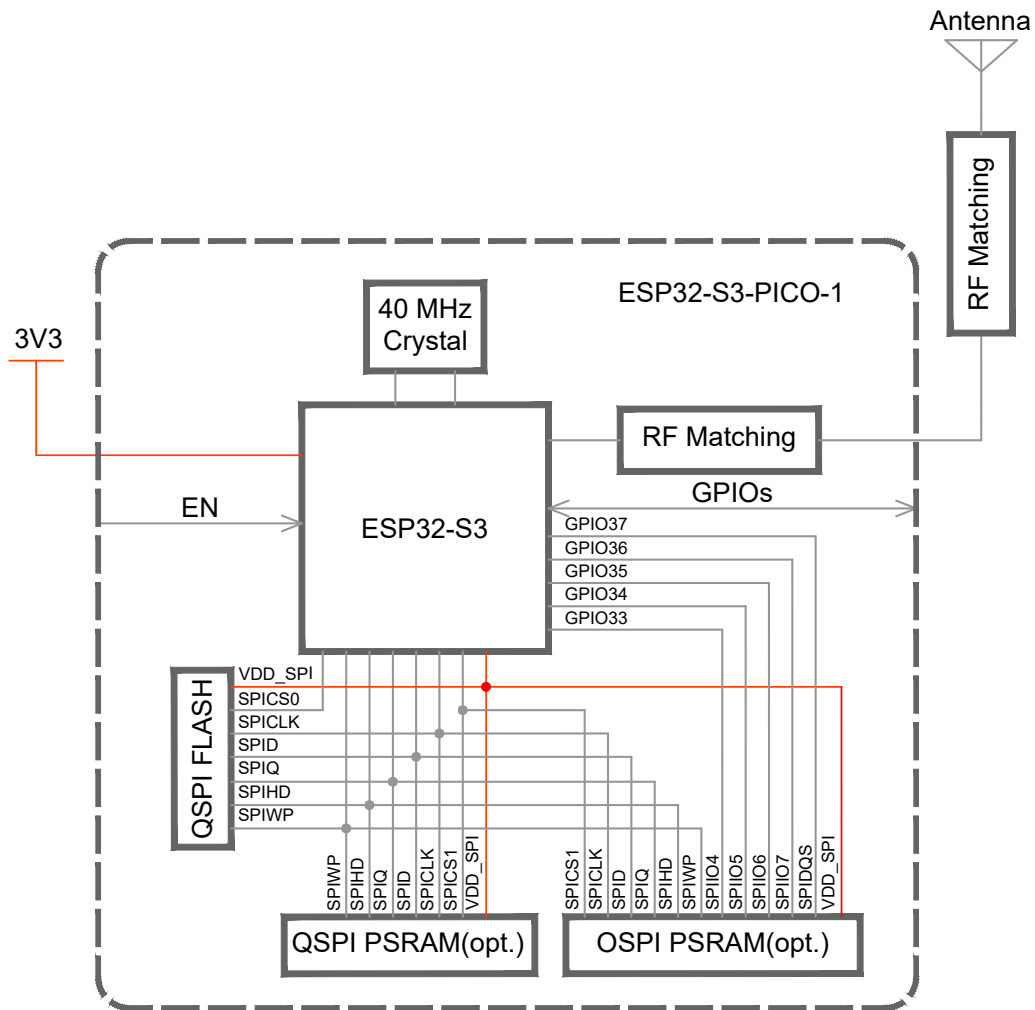 Antenna
RF Matching
ESP32-S3-PICO-1
40 MHz
Crystal
3V3
RF Matching
EN
GPIOs
ESP32-S3
GPIO37
GPIO36
GPIO35
GPIO34
GPIO33
QSPI FLASH
VDD_SPI
SPICS0
SPICLK
SPID
SPIQ
SPIHD
SPIWP
SPIWP
SPIHD
SPIQ
SPID
SPICLK
SPICS1
VDD_SPI
SPICS1
SPICLK
SPID
SPIQ
SPIHD
SPIWP
SPIIO4
SPIIO5
SPIIO6
SPIIO7
SPIDQS
VDD_SPI
QSPI PSRAM(opt.)
OSPI PSRAM(opt.)